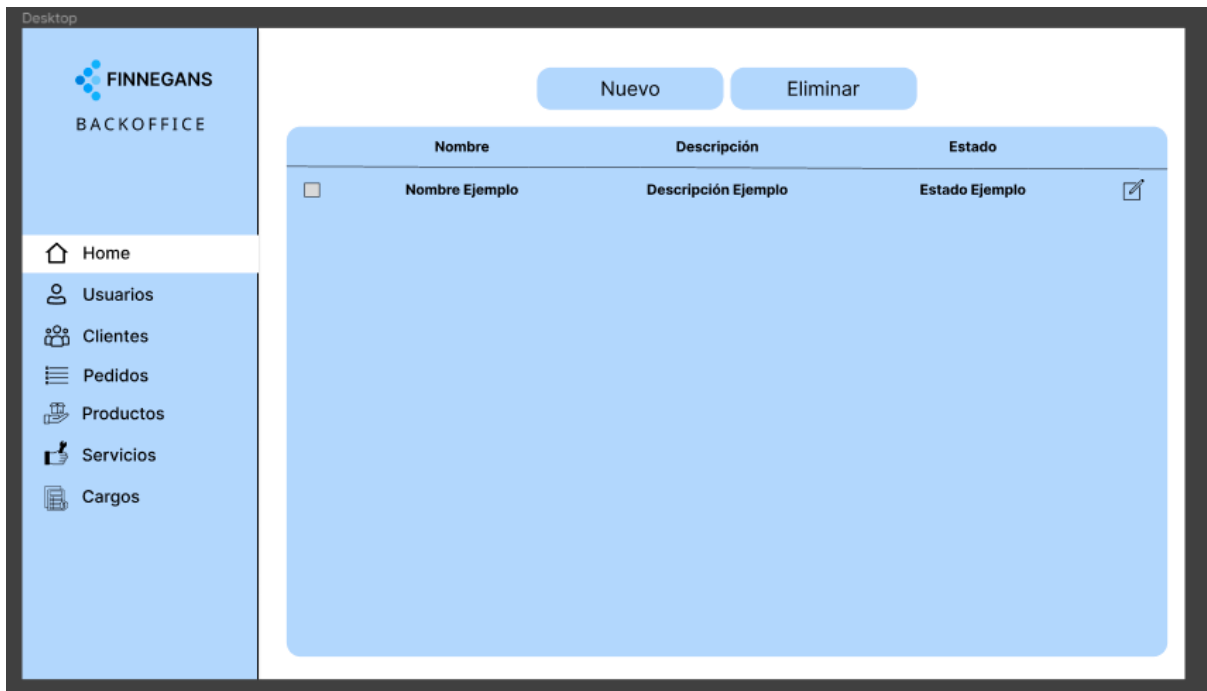 Desktop
FINNEGANS
BACKOFFICE
Home
Usuarios
Clientes
Pedidos
Productos
Servicios
Cargos
Nuevo Eliminar
Nombre Descripción Estado
Nombre Ejemplo Descripción Ejemplo Estado Ejemplo